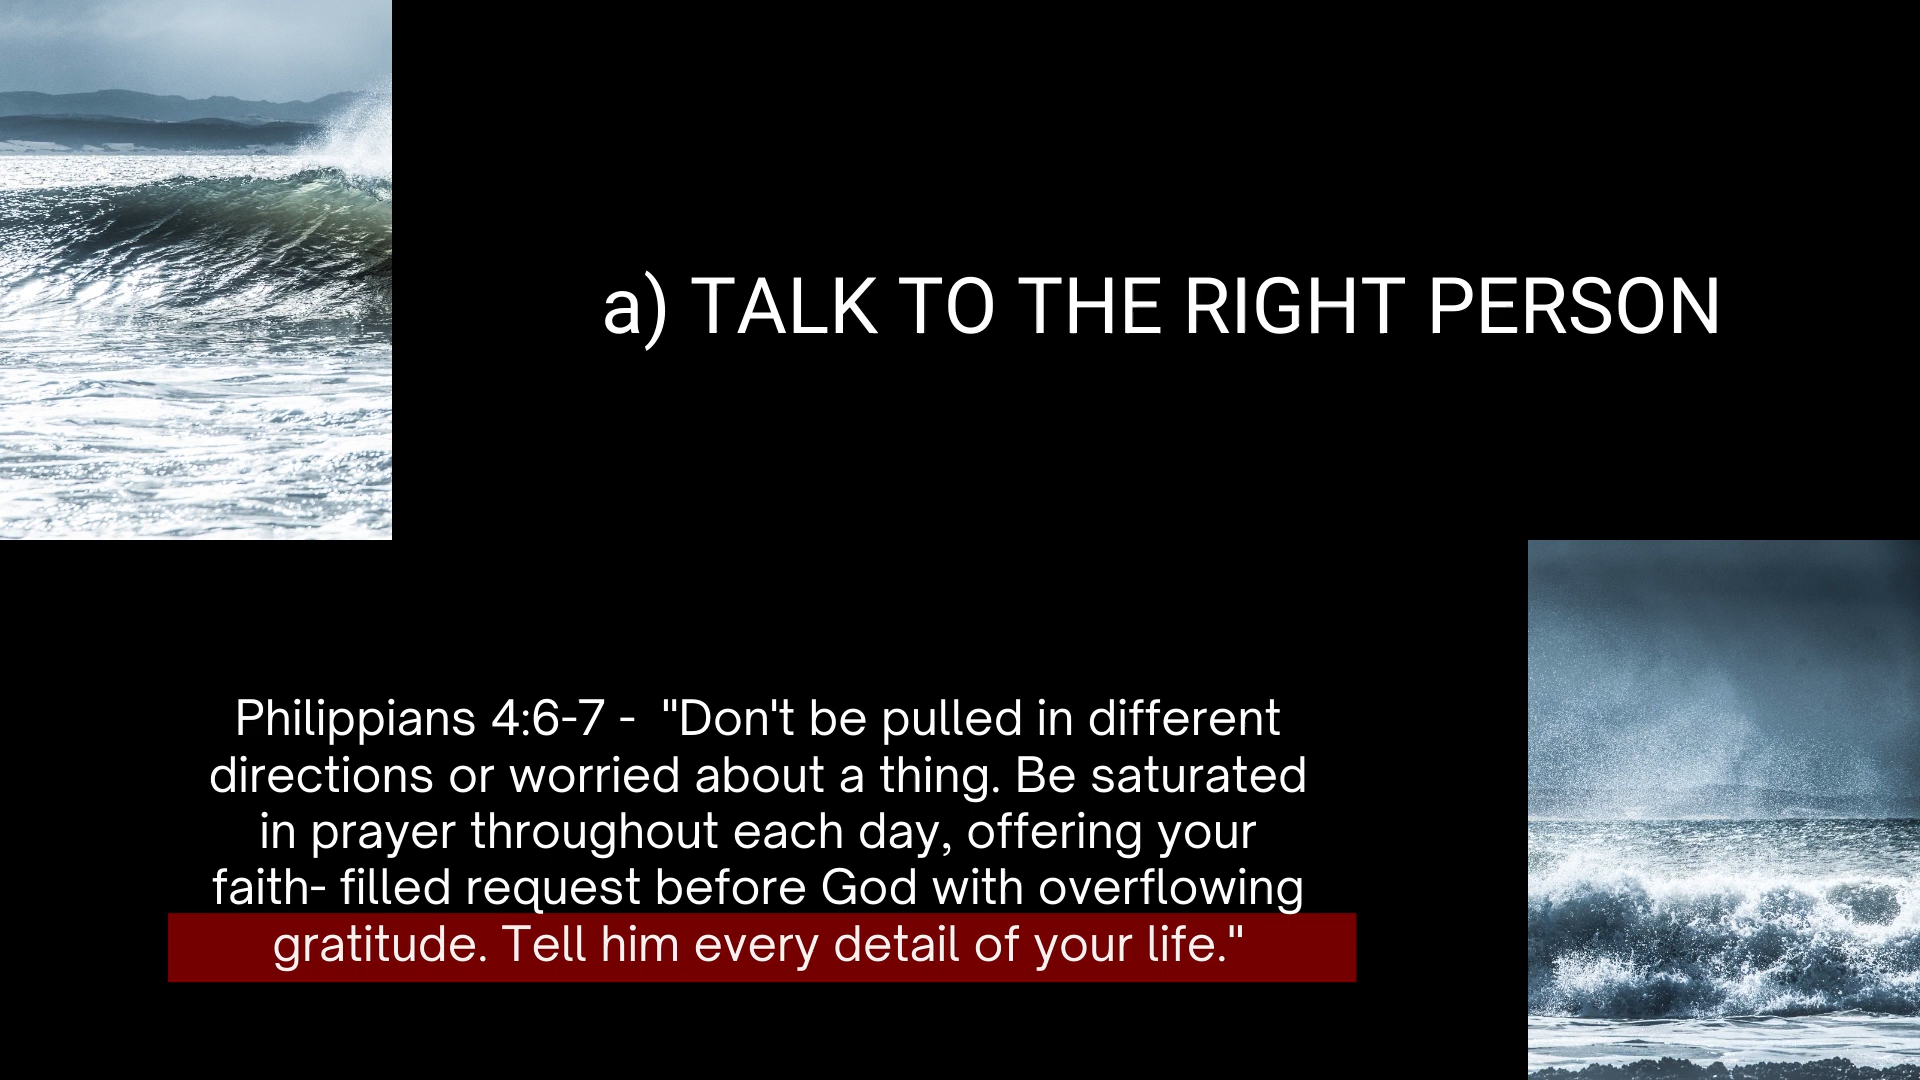 a) TALK TO THE RIGHT PERSON
Philippians 4:6-7 -  "Don't be pulled in different
directions or worried about a thing. Be saturated
in prayer throughout each day, offering your
faith- filled request before God with overflowing
gratitude. Tell him every detail of your life."